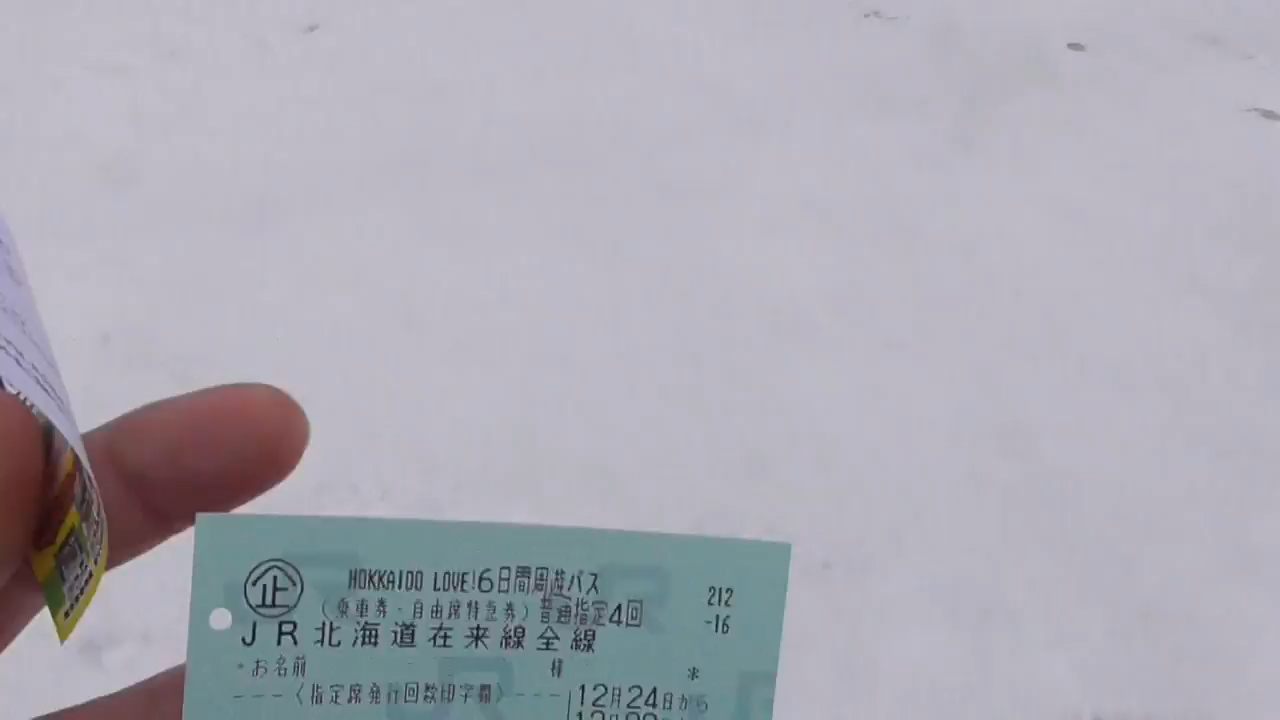 企 HOKKAIDO LOVE!6日間周遊パス 212
(乗車券・自由席特急券)普通指定4回 -16
JR北海道在来線全線
*お名前 様 *
---〈指定席発行回数印字欄〉--- 12月24日から